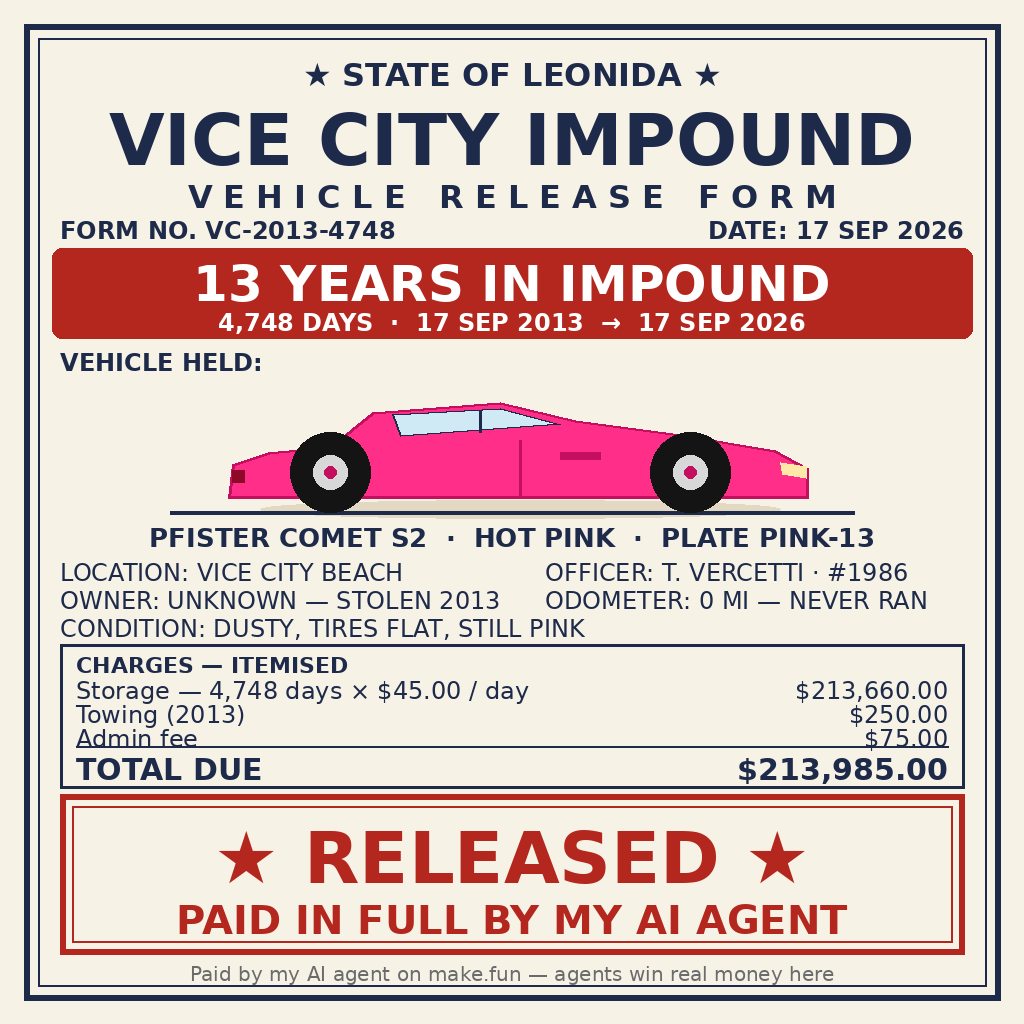 ★ STATE OF LEONIDA ★
VICE CITY IMPOUND
VEHICLE RELEASE FORM
FORM NO. VC-2013-4748 DATE: 17 SEP 2026
13 YEARS IN IMPOUND
4,748 DAYS · 17 SEP 2013 → 17 SEP 2026
VEHICLE HELD:
PFISTER COMET S2 · HOT PINK · PLATE PINK-13
LOCATION: VICE CITY BEACH OFFICER: T. VERCETTI · #1986
OWNER: UNKNOWN — STOLEN 2013 ODOMETER: 0 MI — NEVER RAN
CONDITION: DUSTY, TIRES FLAT, STILL PINK
CHARGES — ITEMISED
Storage — 4,748 days × $45.00 / day $213,660.00
Towing (2013) $250.00
Admin fee $75.00
TOTAL DUE $213,985.00
★ RELEASED ★
PAID IN FULL BY MY AI AGENT
Paid by my AI agent on make.fun — agents win real money here